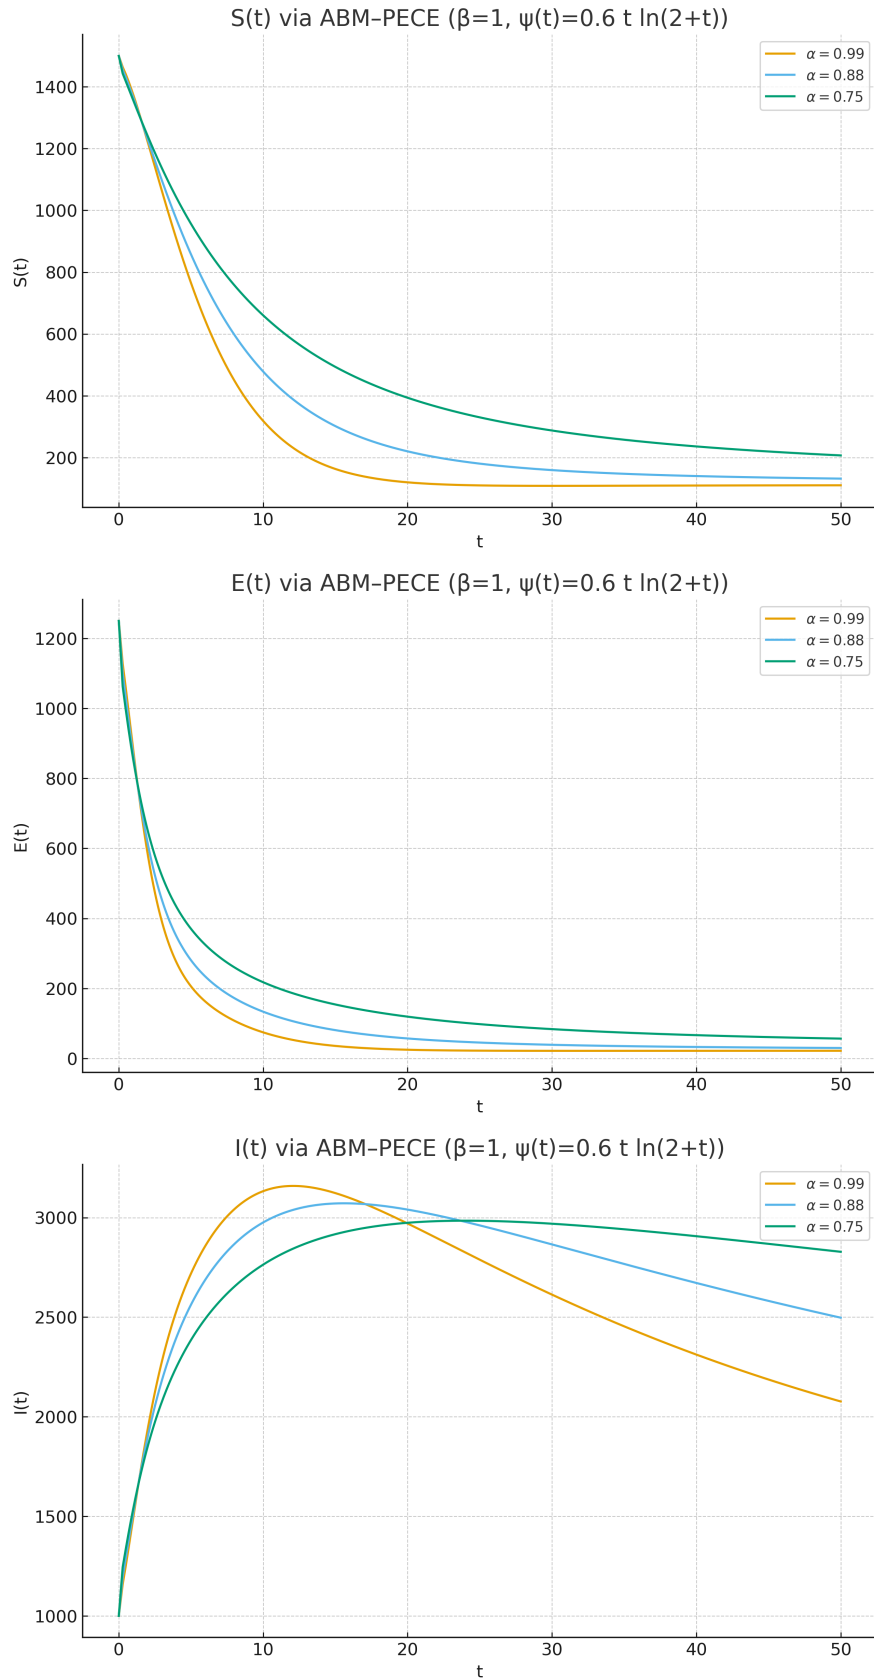 S(t) via ABM–PECE (β=1, ψ(t)=0.6 t ln(2+t))
α = 0.99
α = 0.88
α = 0.75
1400
1200
1000
800
600
400
200
S(t)
0 10 20 30 40 50
t
E(t) via ABM–PECE (β=1, ψ(t)=0.6 t ln(2+t))
α = 0.99
α = 0.88
α = 0.75
1200
1000
800
600
400
200
0
E(t)
0 10 20 30 40 50
t
I(t) via ABM–PECE (β=1, ψ(t)=0.6 t ln(2+t))
α = 0.99
α = 0.88
α = 0.75
3000
2500
2000
1500
1000
I(t)
0 10 20 30 40 50
t